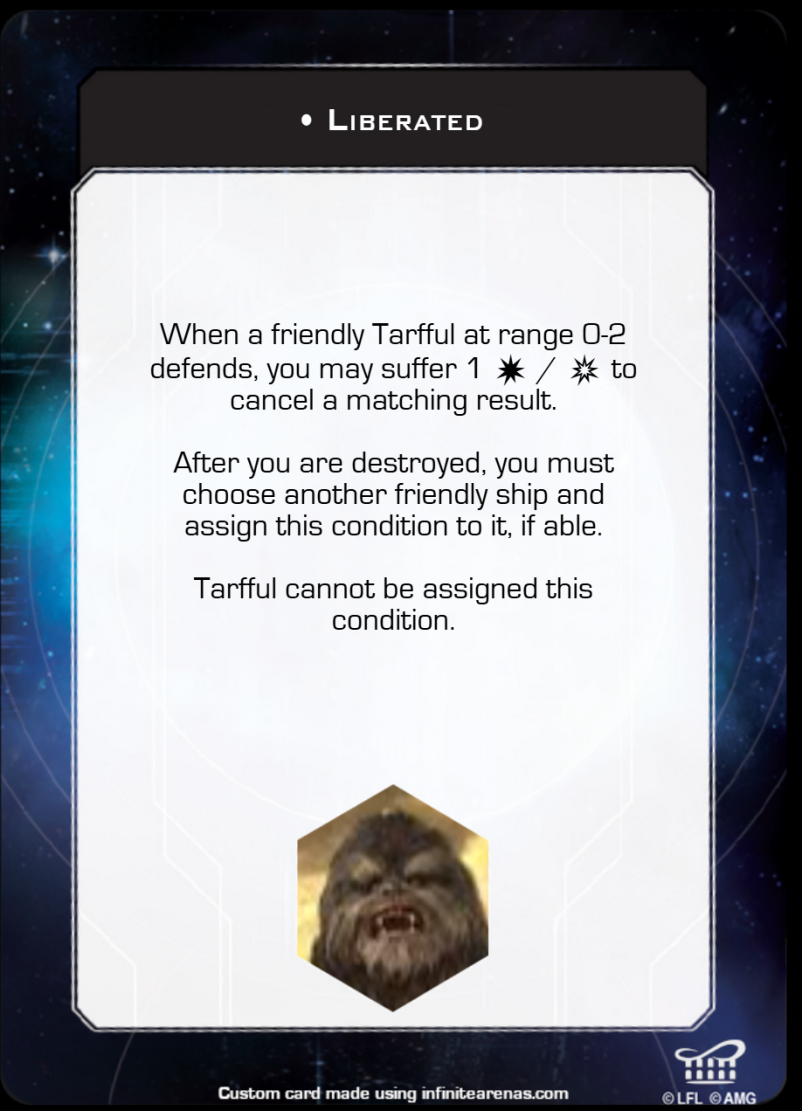 • Liberated
When a friendly Tarfful at range 0-2
defends, you may suffer 1 / to
cancel a matching result.
After you are destroyed, you must
choose another friendly ship and
assign this condition to it, if able.
Tarfful cannot be assigned this
condition.
Custom card made using infinitearenas.com
© LFL © AMG